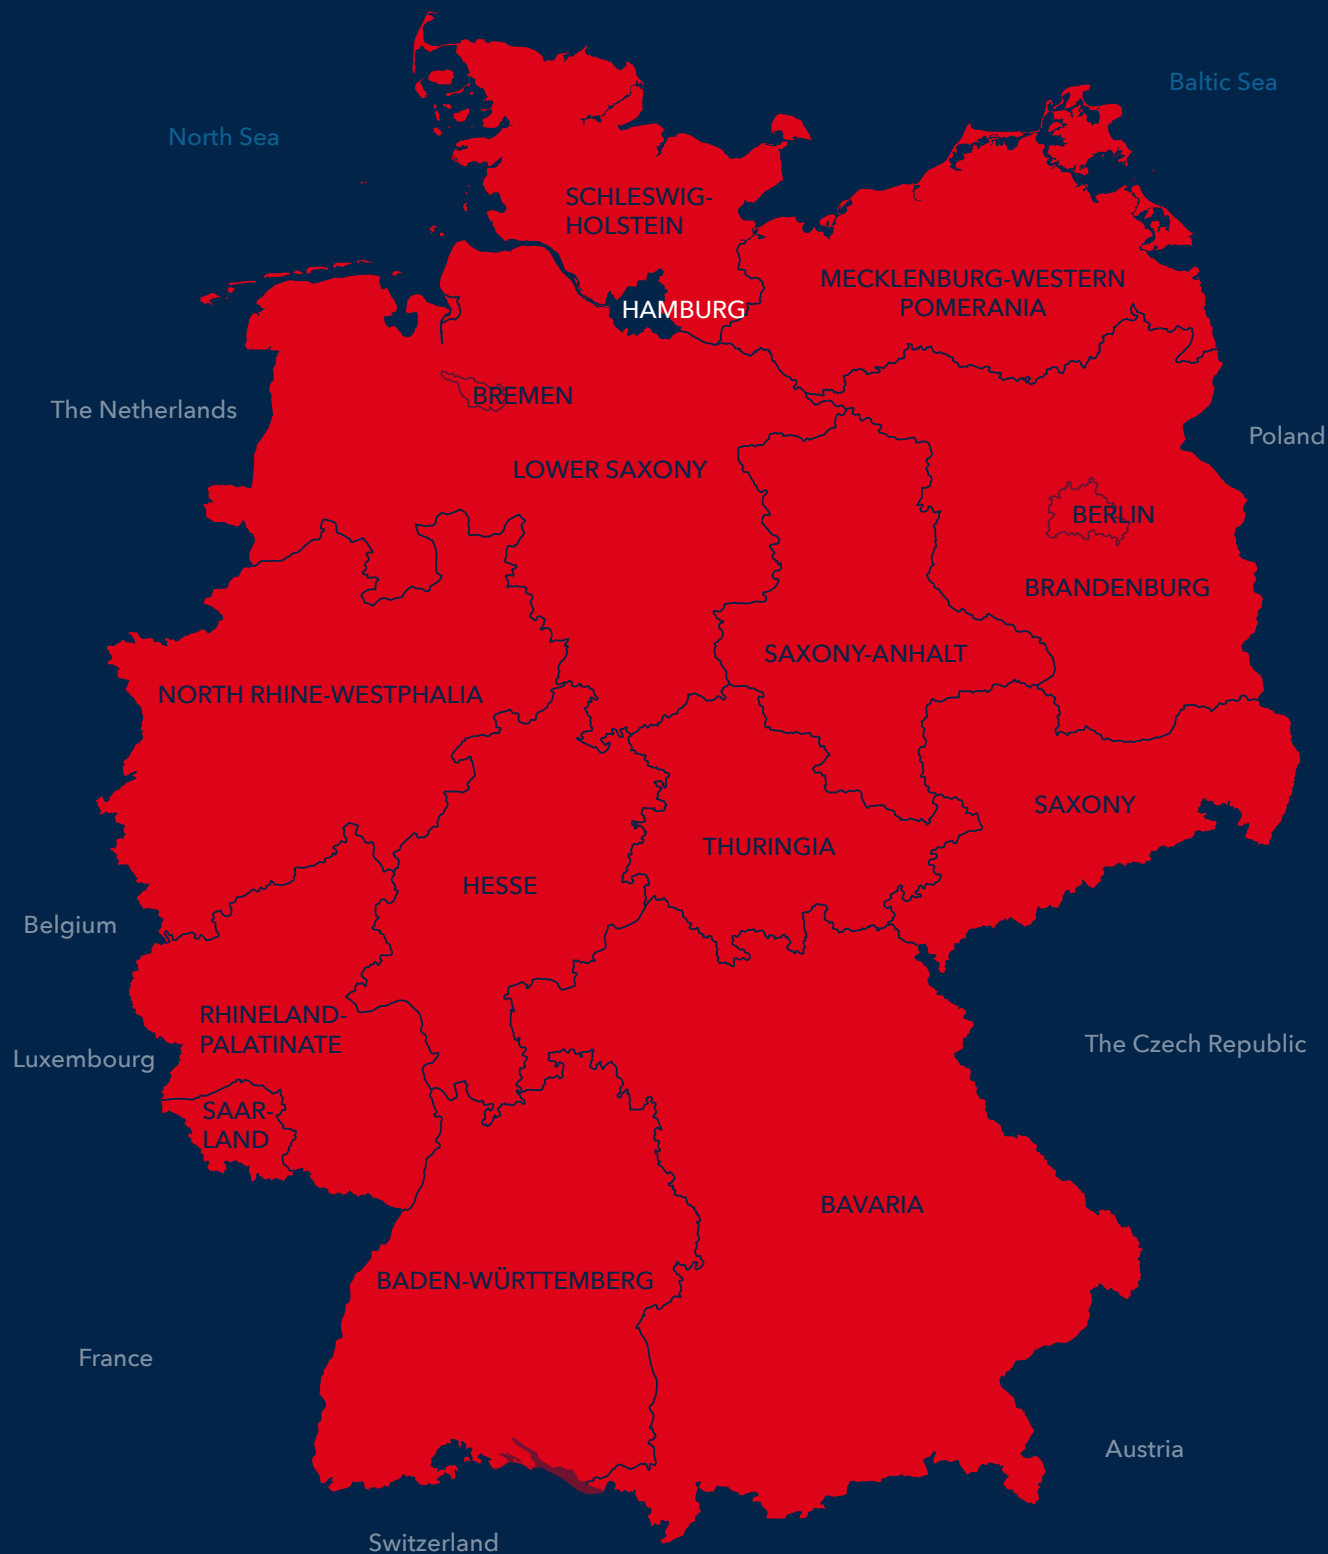 Baltic Sea
North Sea
SCHLESWIG-
HOLSTEIN
MECKLENBURG-WESTERN
POMERANIA
HAMBURG
BREMEN
The Netherlands
Poland
LOWER SAXONY
BERLIN
BRANDENBURG
SAXONY-ANHALT
NORTH RHINE-WESTPHALIA
SAXONY
THURINGIA
HESSE
Belgium
RHINELAND-
PALATINATE
The Czech Republic
Luxembourg
SAAR-
LAND
BAVARIA
BADEN-WÜRTTEMBERG
France
Austria
Switzerland